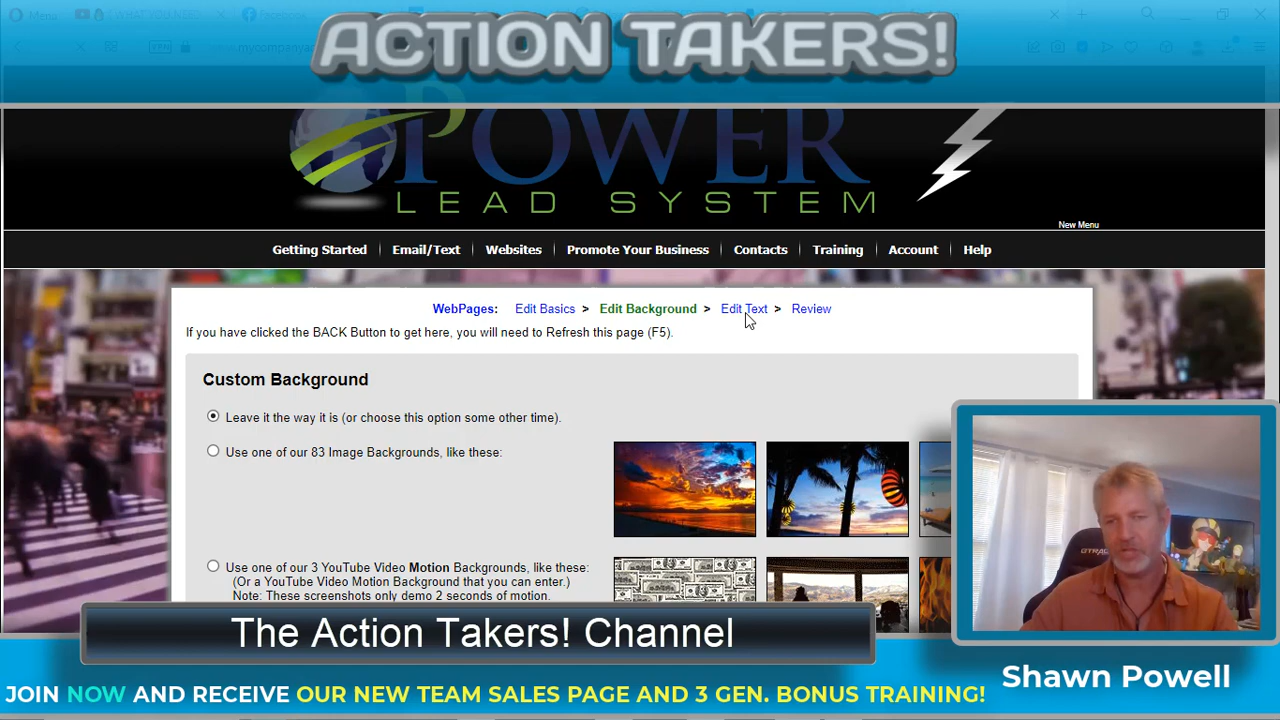 ACTION TAKERS!
POWER
LEAD SYSTEM
New Menu
Getting Started
Email/Text
Websites
Promote Your Business
Contacts
Training
Account
Help
WebPages: Edit Basics > Edit Background > Edit Text > Review
If you have clicked the BACK Button to get here, you will need to Refresh this page (F5).
Custom Background
Leave it the way it is (or choose this option some other time).
Use one of our 83 Image Backgrounds, like these:
Use one of our 3 YouTube Video Motion Backgrounds, like these:
(Or a YouTube Video Motion Background that you can enter.)
Note: These screenshots only demo 2 seconds of motion.
The Action Takers! Channel
Shawn Powell
JOIN NOW AND RECEIVE OUR NEW TEAM SALES PAGE AND 3 GEN. BONUS TRAINING!